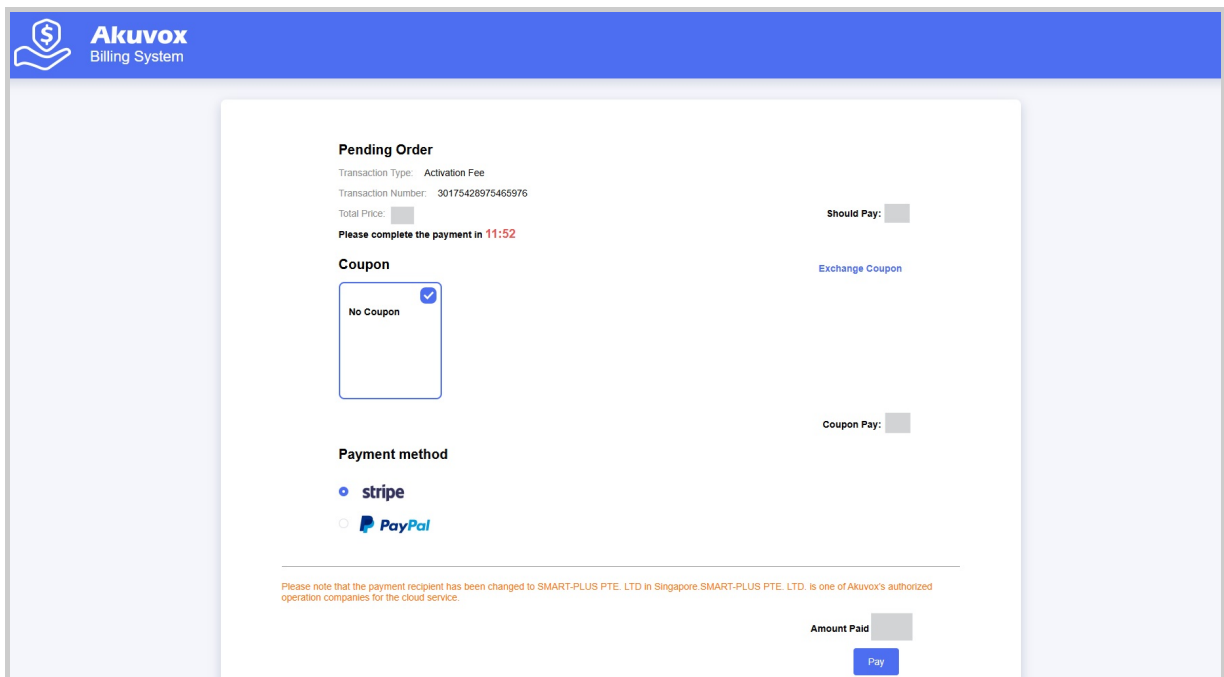 Akuvox
Billing System
Pending Order
Transaction Type: Activation Fee
Transaction Number: 30175428975465976
Total Price:
Should Pay:
Please complete the payment in 11:52
Coupon
Exchange Coupon
No Coupon
Coupon Pay:
Payment method
stripe
PayPal
Please note that the payment recipient has been changed to SMART-PLUS PTE. LTD in Singapore.SMART-PLUS PTE. LTD. is one of Akuvox's authorized
operation companies for the cloud service.
Amount Paid
Pay